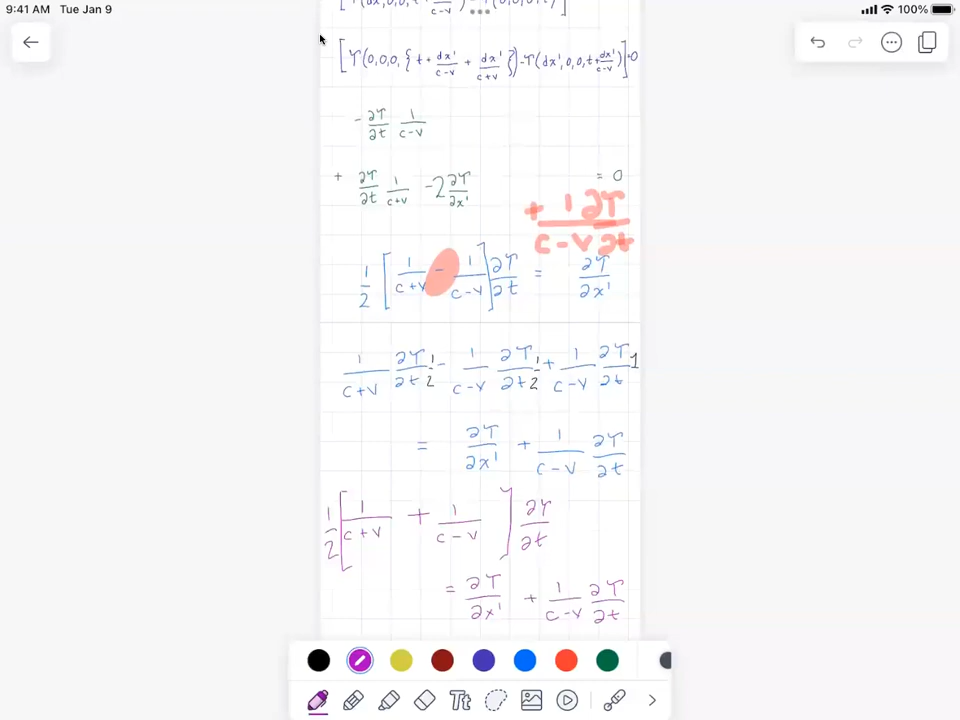 9:41 AM Tue Jan 9
100%
[τ(0,0,0,{t+dx'/c-v + dx'/c+v})-τ(dx',0,0,t+dx'/c-v)]=0
- ∂τ/∂t 1/c-v
+ ∂τ/∂t 1/c+v -2 ∂τ/∂x' = 0
+ 1 ∂τ/c-v ∂t
1/2 [1/c+v - 1/c-v] ∂τ/∂t = ∂τ/∂x'
1/c+v ∂τ/∂t 1/2 - 1/c-v ∂τ/∂t 1/2 + 1/c-v ∂τ/∂t 1
= ∂τ/∂x' + 1/c-v ∂τ/∂t
1/2 [1/c+v + 1/c-v] ∂τ/∂t
= ∂τ/∂x' + 1/c-v ∂τ/∂t
Tt